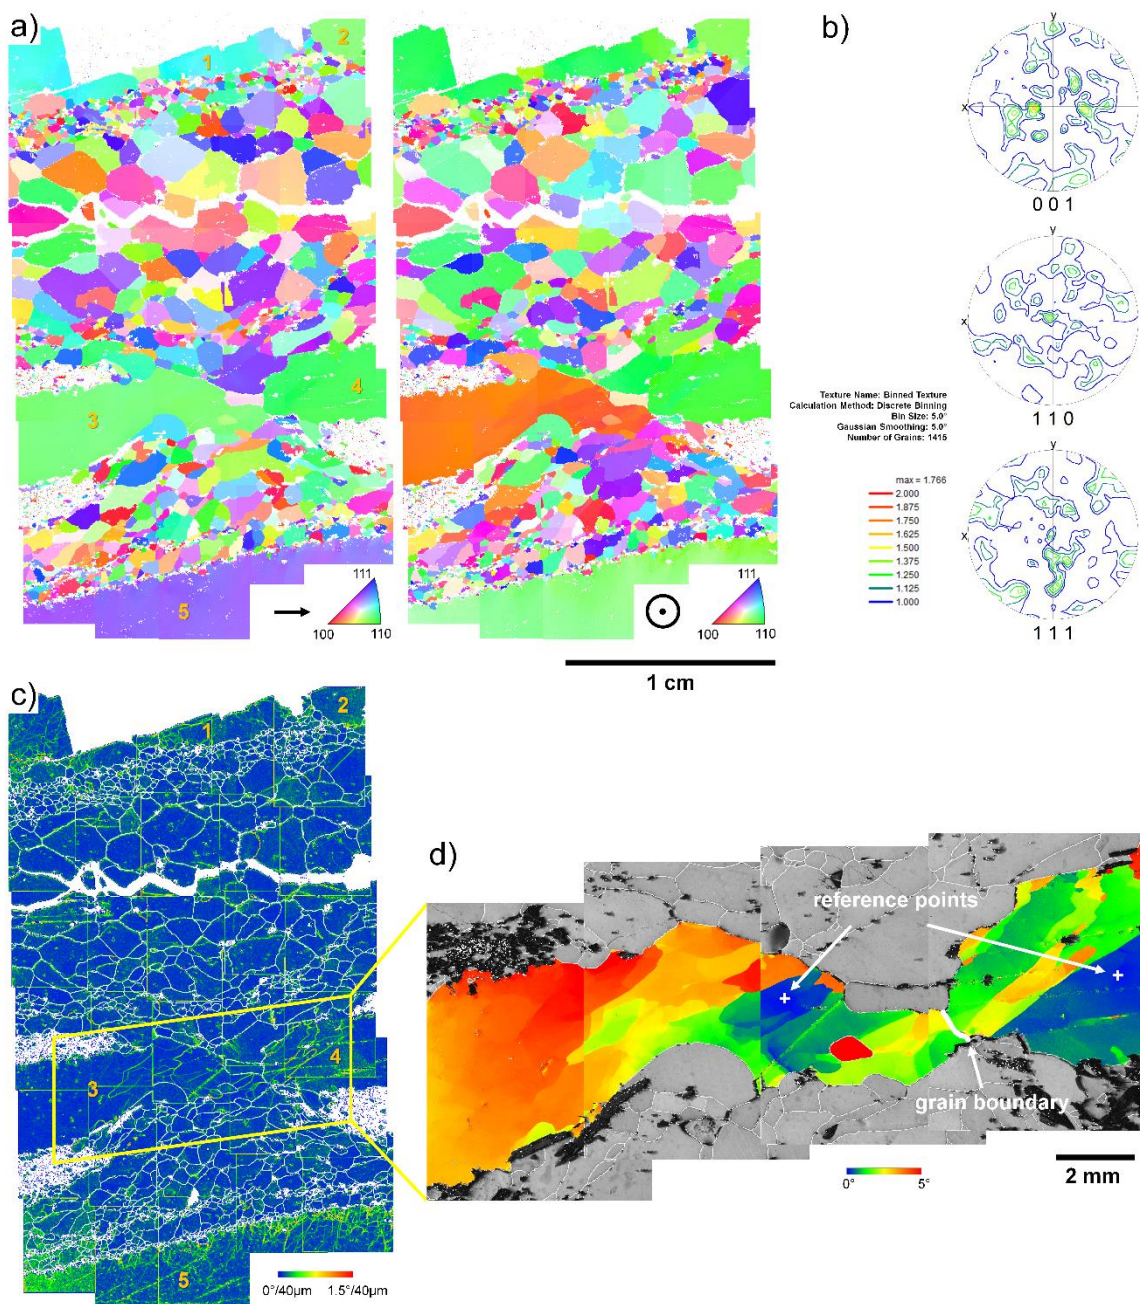 a)
1
2
3
4
5
111
100
110
111
100
110
1 cm
b)
y
x
0 0 1
y
x
1 1 0
y
x
1 1 1
Texture Name: Binned Texture
Calculation Method: Discrete Binning
Bin Size: 5.0°
Gaussian Smoothing: 5.0°
Number of Grains: 1415
max = 1.766
2.000
1.875
1.750
1.625
1.500
1.375
1.250
1.125
1.000
c)
1
2
3
4
5
0°/40µm 1.5°/40µm
d)
reference points
grain boundary
0° 5°
2 mm